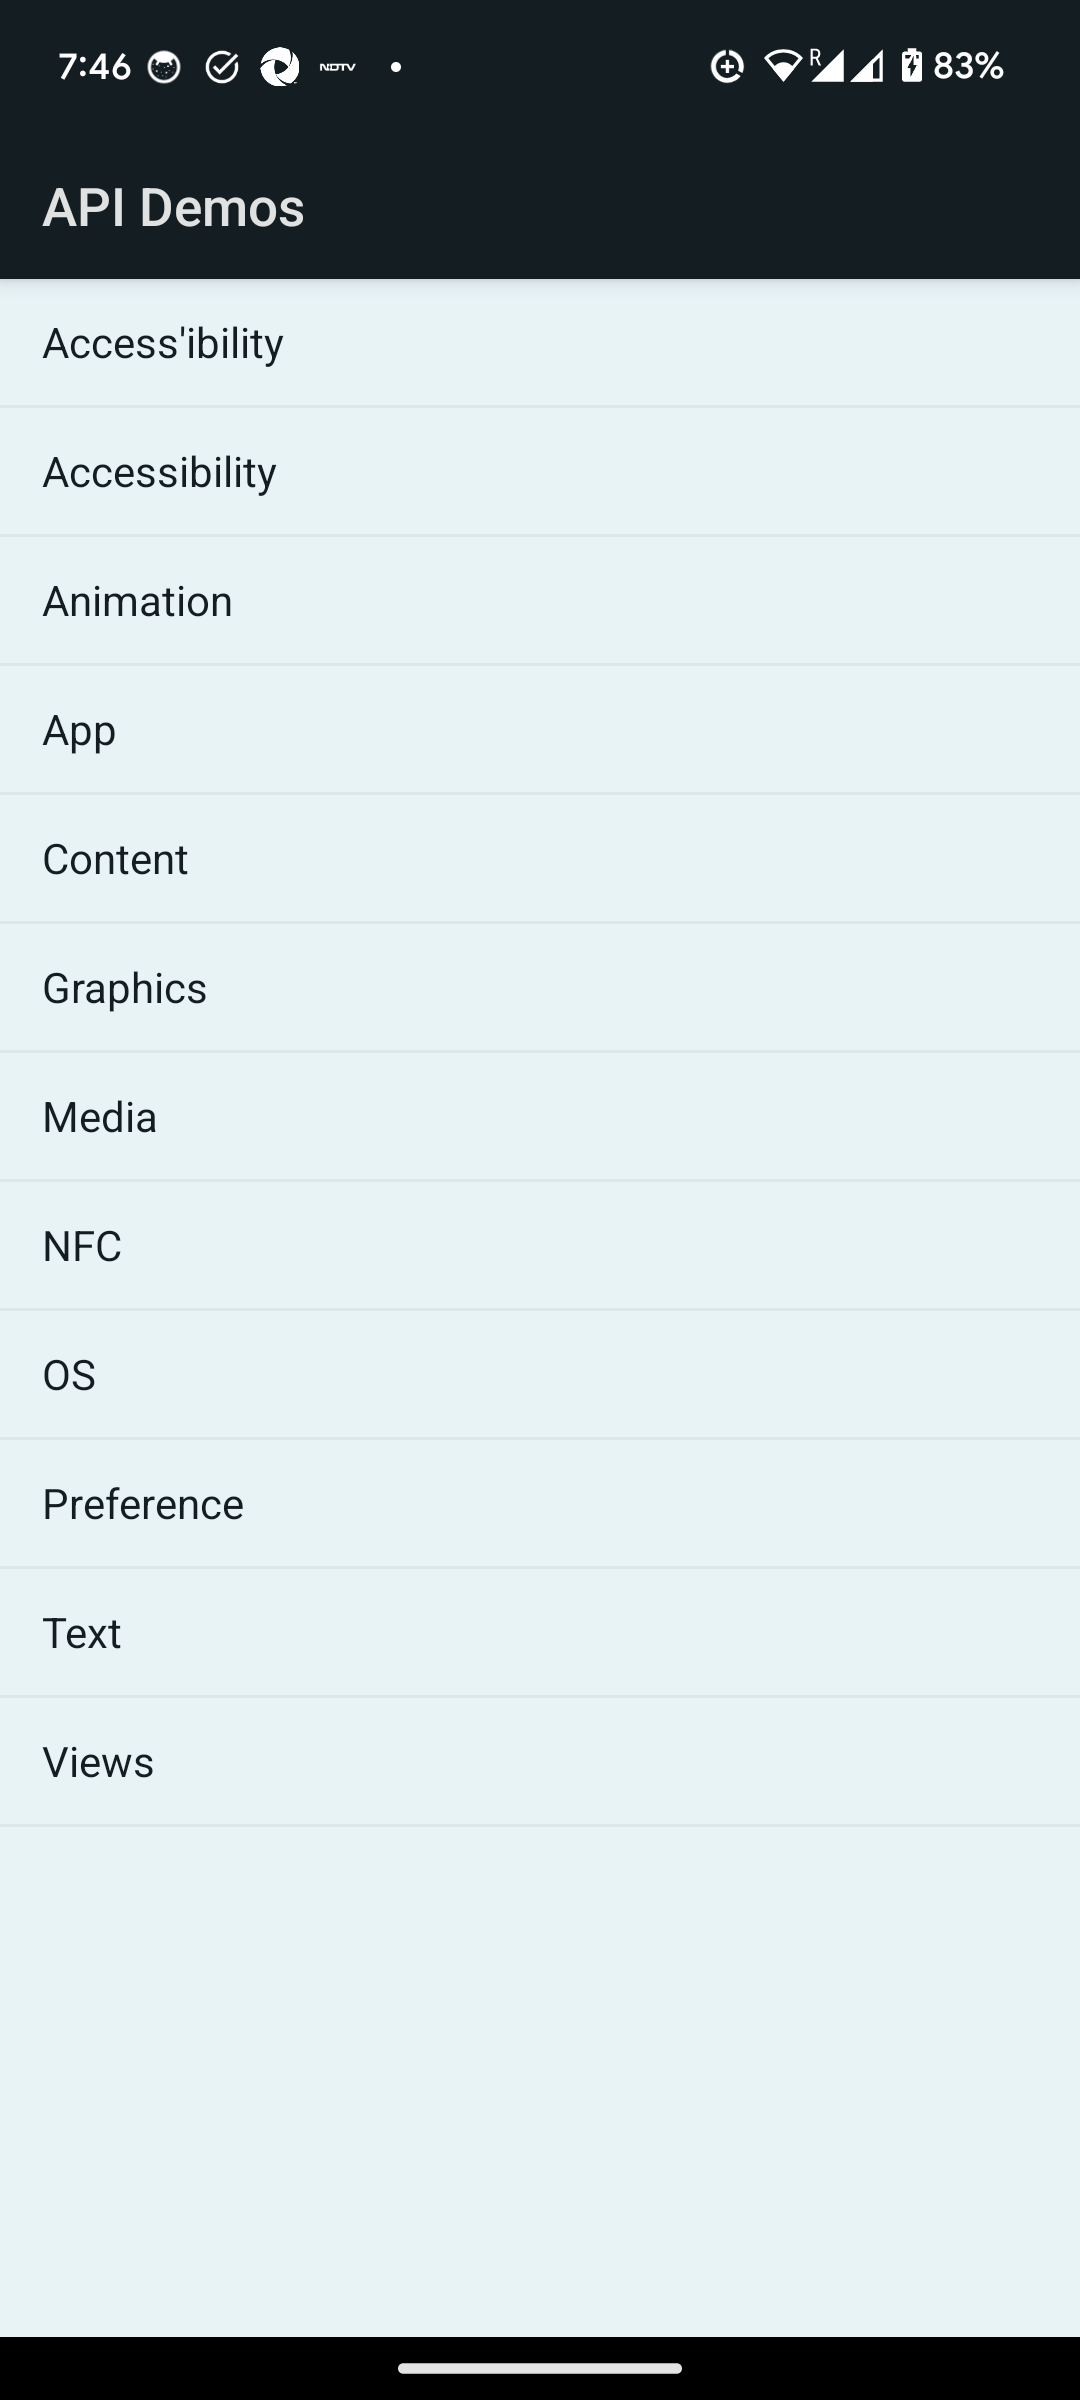 7:46 NDTV R 83%
API Demos
Access'ibility
Accessibility
Animation
App
Content
Graphics
Media
NFC
OS
Preference
Text
Views